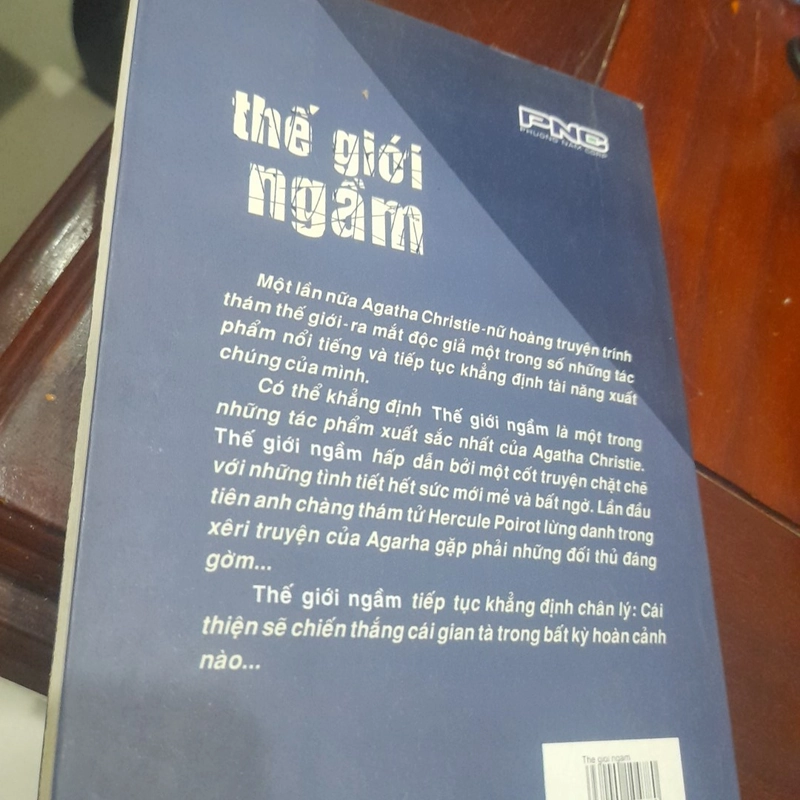 thế giới
ngầm
PNC
PHUONG NAM CORP
Một lần nữa Agatha Christie-nữ hoàng truyện trinh
thám thế giới-ra mắt độc giả một trong số những tác
phẩm nổi tiếng và tiếp tục khẳng định tài năng xuất
chúng của mình.
Có thể khẳng định Thế giới ngầm là một trong
những tác phẩm xuất sắc nhất của Agatha Christie.
Thế giới ngầm hấp dẫn bởi một cốt truyện chặt chẽ
với những tình tiết hết sức mới mẻ và bất ngờ. Lần đầu
tiên anh chàng thám tử Hercule Poirot lừng danh trong
xêri truyện của Agarha gặp phải những đối thủ đáng
gờm...
Thế giới ngầm tiếp tục khẳng định chân lý: Cái
thiện sẽ chiến thắng cái gian tà trong bất kỳ hoàn cảnh
nào...
The gioi ngam